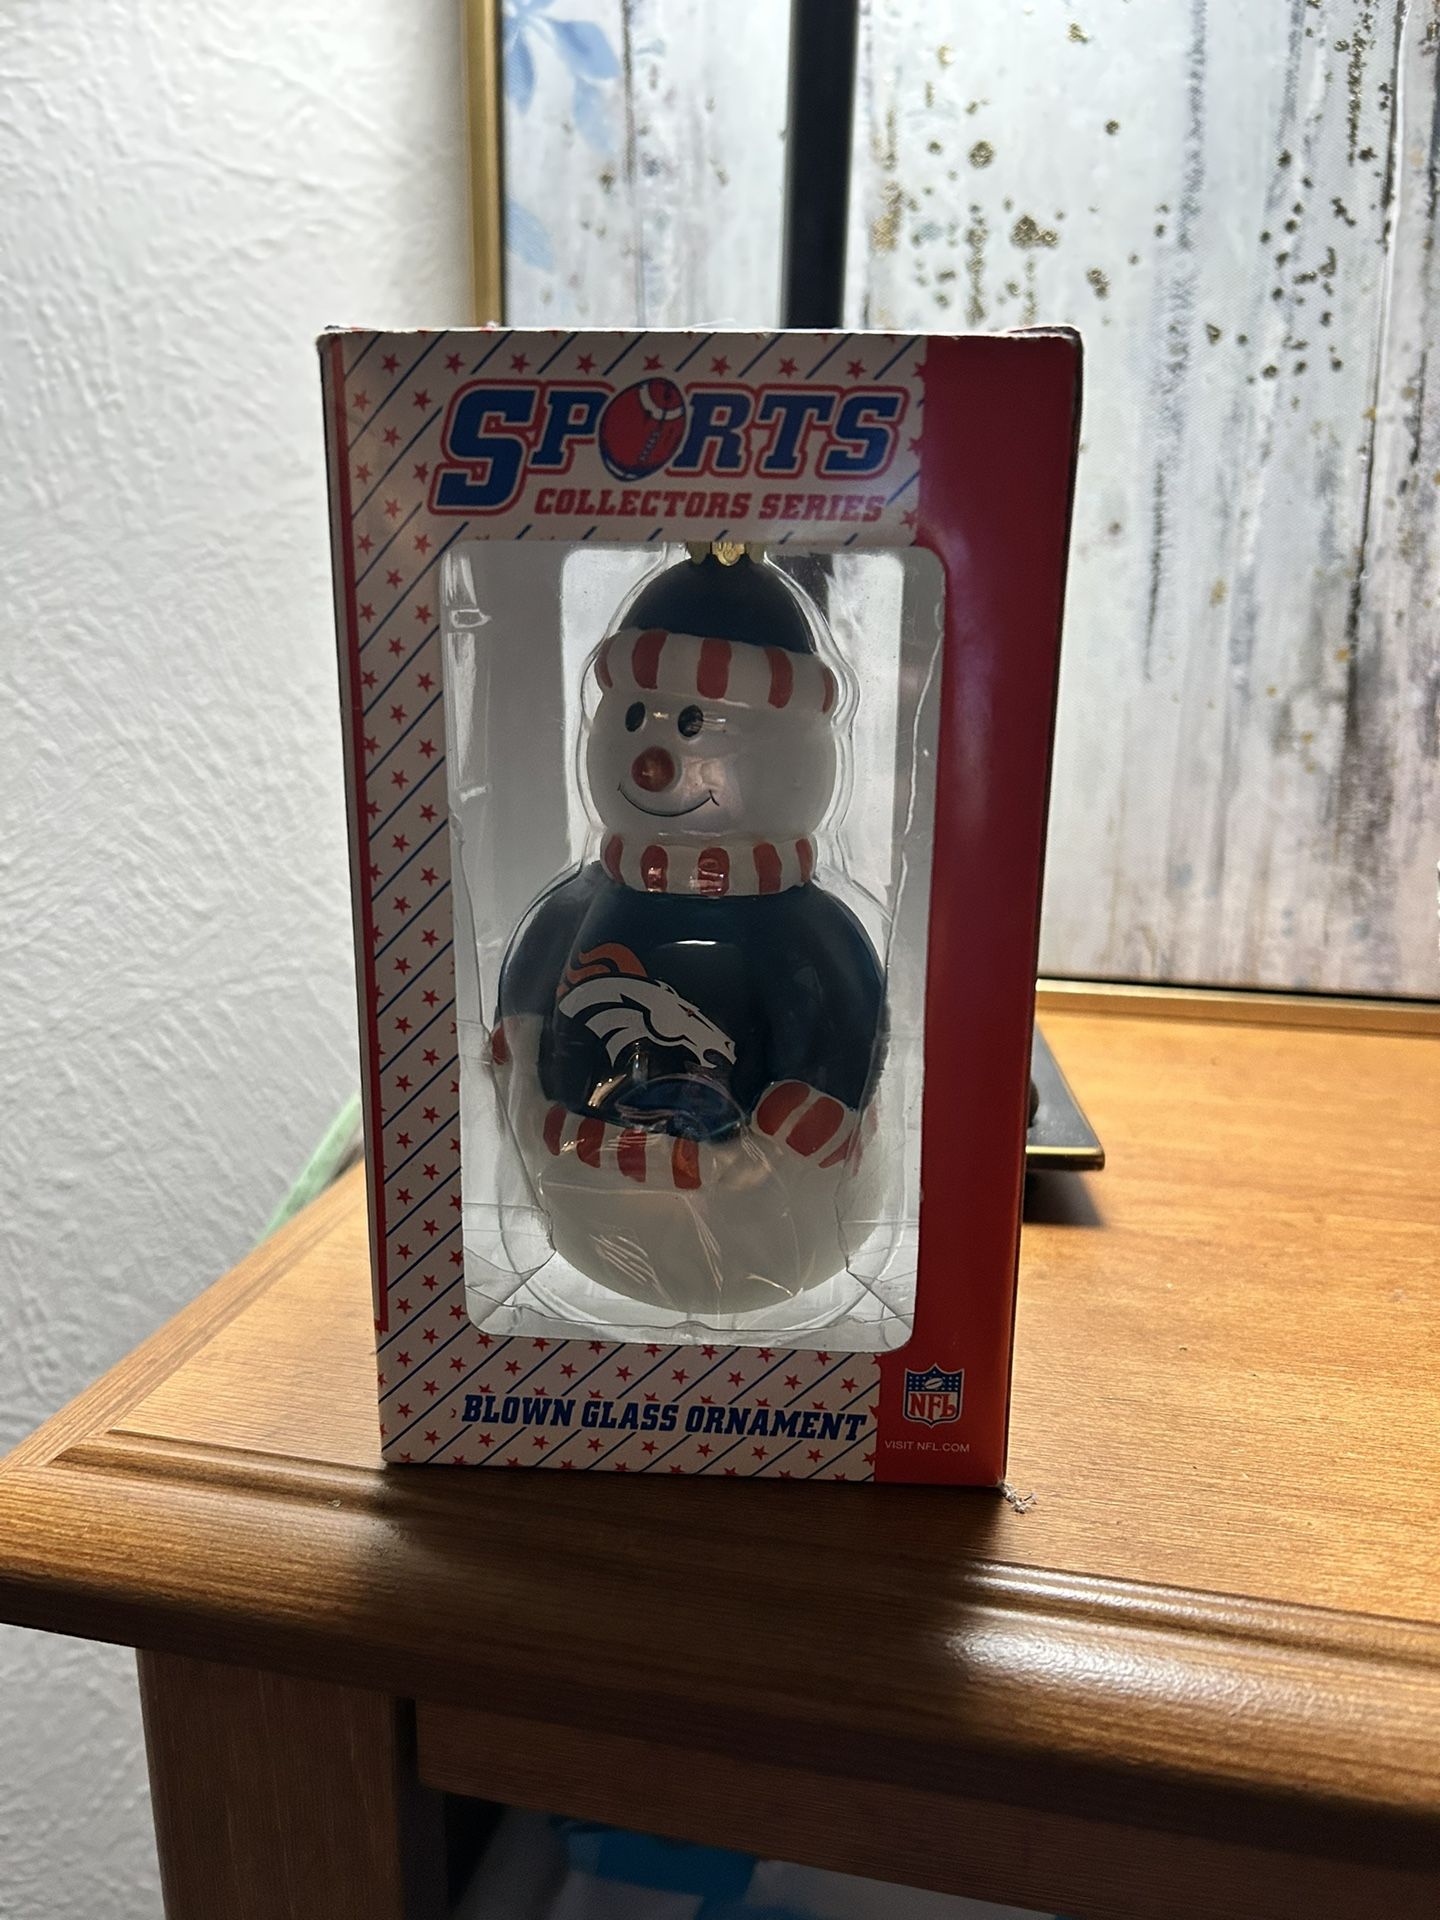 SPORTS
COLLECTORS SERIES
BLOWN GLASS ORNAMENT
NFL
VISIT NFL.COM